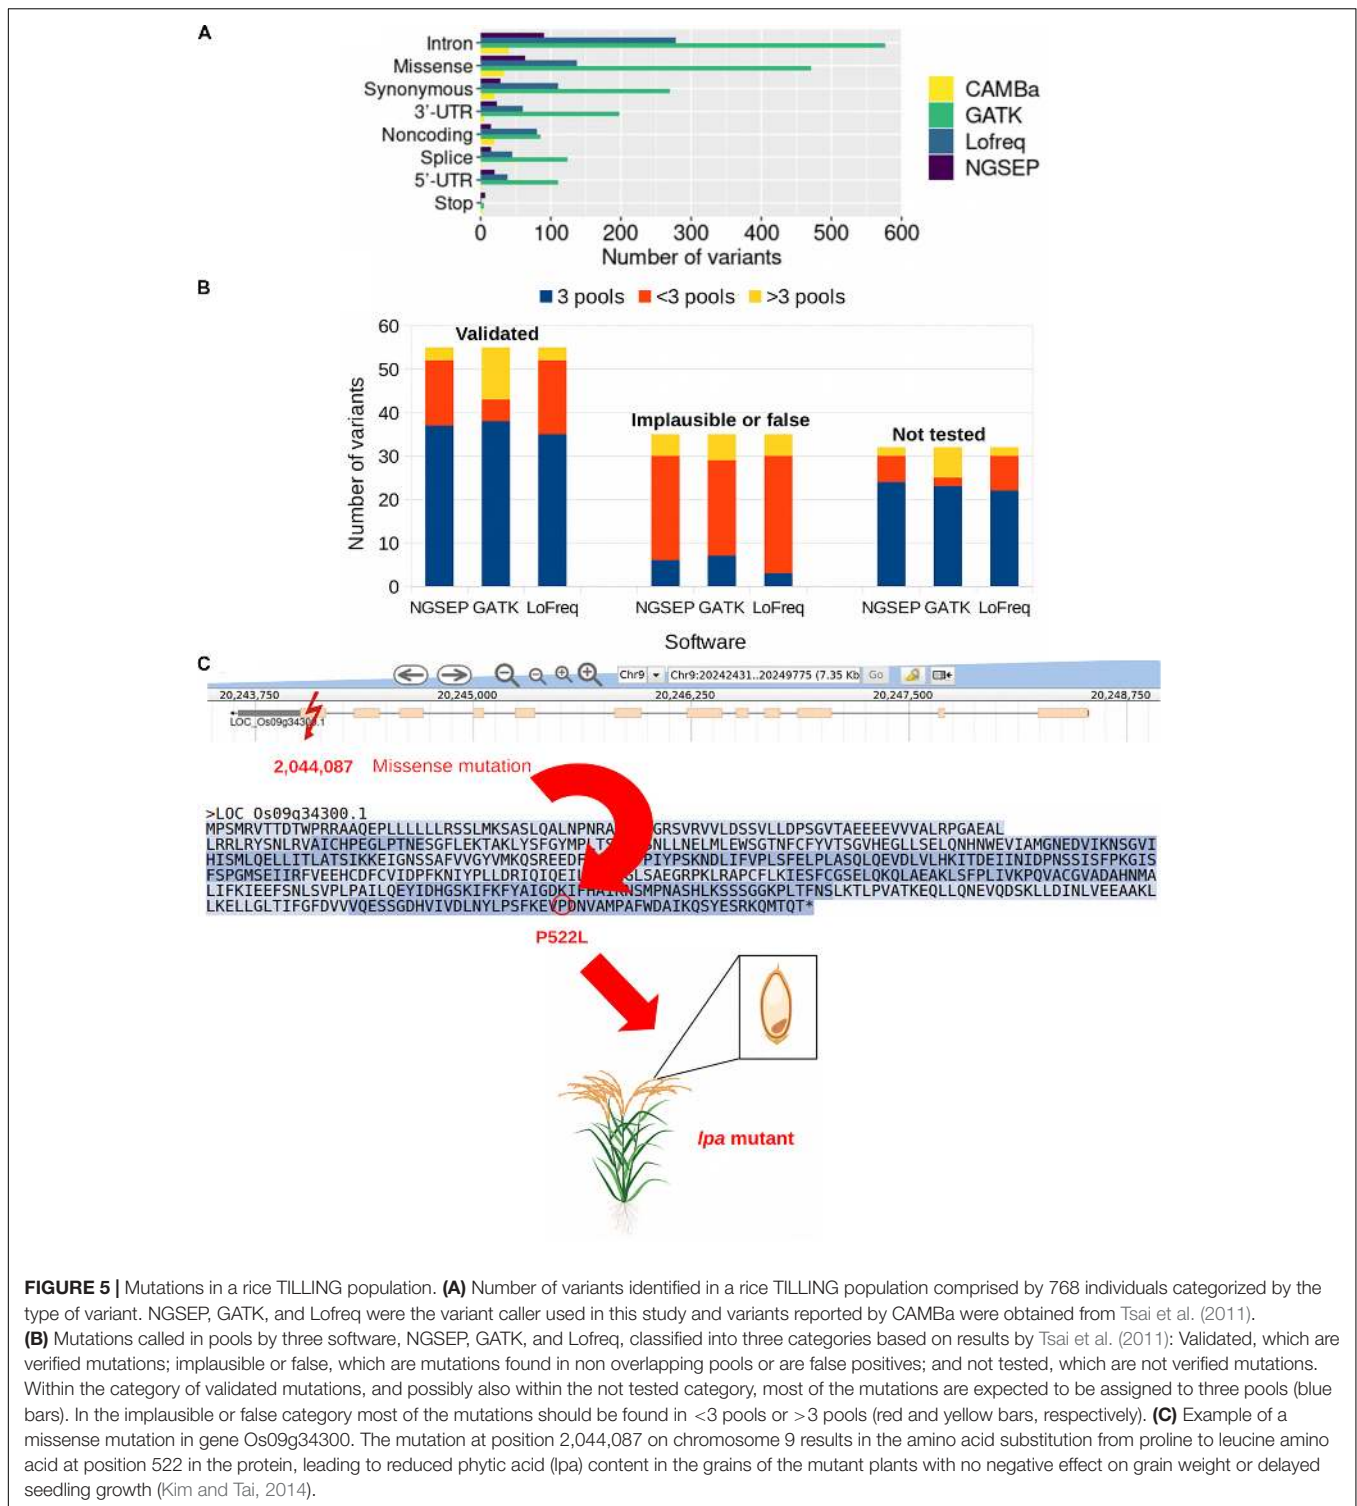 A
Intron
Missense
Synonymous
3'-UTR
Noncoding
Splice
5'-UTR
Stop
0 100 200 300 400 500 600
Number of variants
CAMBa
GATK
Lofreq
NGSEP
B
3 pools <3 pools >3 pools
Number of variants
60
50
40
30
20
10
0
Validated
Implausible or false
Not tested
NGSEP GATK LoFreq NGSEP GATK LoFreq NGSEP GATK LoFreq
Software
C
Chr9 Chr9:20242431..20249775 (7.35 Kb Go
20,243,750 20,245,000 20,246,250 20,247,500 20,248,750
2,044,087 Missense mutation
>LOC_Os09g34300.1
MPSMRVTTDTWPRRAAQEPLLLLLLRSSLMKSASLQALNPNRA GRSVRVVLDSSVLLDPSGVTAEEEEVVVALRPGAEAL
LRRLRYSNLRVAICHPEGLPTNESGFLEKTAKLYSFGYMPLTS SNLLNELMLEWSGTNFCFYVTSGVHEGLLSELQNHNWEVIAMGNEDVIKNSGVI
HISMLQELLITLATSIKKEIGNSSAFVVGYVMKQSREEDF PIYPSKNDLIFVPLSFELPLASQLQEVDLVLHKITDEIINIDPNSSISFPKGIS
FSPGMSEIIRFVEEHCDFCVIDPFKNIYPLLDRIQIQEIL GLSAEGRPKLRAPCFLKIESFCGSELQKQLAEAKLSFPLIVKPQVACGVADAHNMA
LIFKIEEFSNLSVPLPAILQEYIDHGSKIFKFYAIGDKIFHAIKNSMPNASHLKSSSGGKPLTFNSLKTLPVATKEQLLQNEVQDSKLLDINLVEEAAKL
LKELLGLTIFGFDVVVQESSGDHVIVDLNYLPSFKEVPDNVAMPAFWDAIKQSYESRKQMTQT*
P522L
lpa mutant
FIGURE 5 | Mutations in a rice TILLING population. (A) Number of variants identified in a rice TILLING population comprised by 768 individuals categorized by the
type of variant. NGSEP, GATK, and Lofreq were the variant caller used in this study and variants reported by CAMBa were obtained from Tsai et al. (2011).
(B) Mutations called in pools by three software, NGSEP, GATK, and Lofreq, classified into three categories based on results by Tsai et al. (2011): Validated, which are
verified mutations; implausible or false, which are mutations found in non overlapping pools or are false positives; and not tested, which are not verified mutations.
Within the category of validated mutations, and possibly also within the not tested category, most of the mutations are expected to be assigned to three pools (blue
bars). In the implausible or false category most of the mutations should be found in <3 pools or >3 pools (red and yellow bars, respectively). (C) Example of a
missense mutation in gene Os09g34300. The mutation at position 2,044,087 on chromosome 9 results in the amino acid substitution from proline to leucine amino
acid at position 522 in the protein, leading to reduced phytic acid (lpa) content in the grains of the mutant plants with no negative effect on grain weight or delayed
seedling growth (Kim and Tai, 2014).